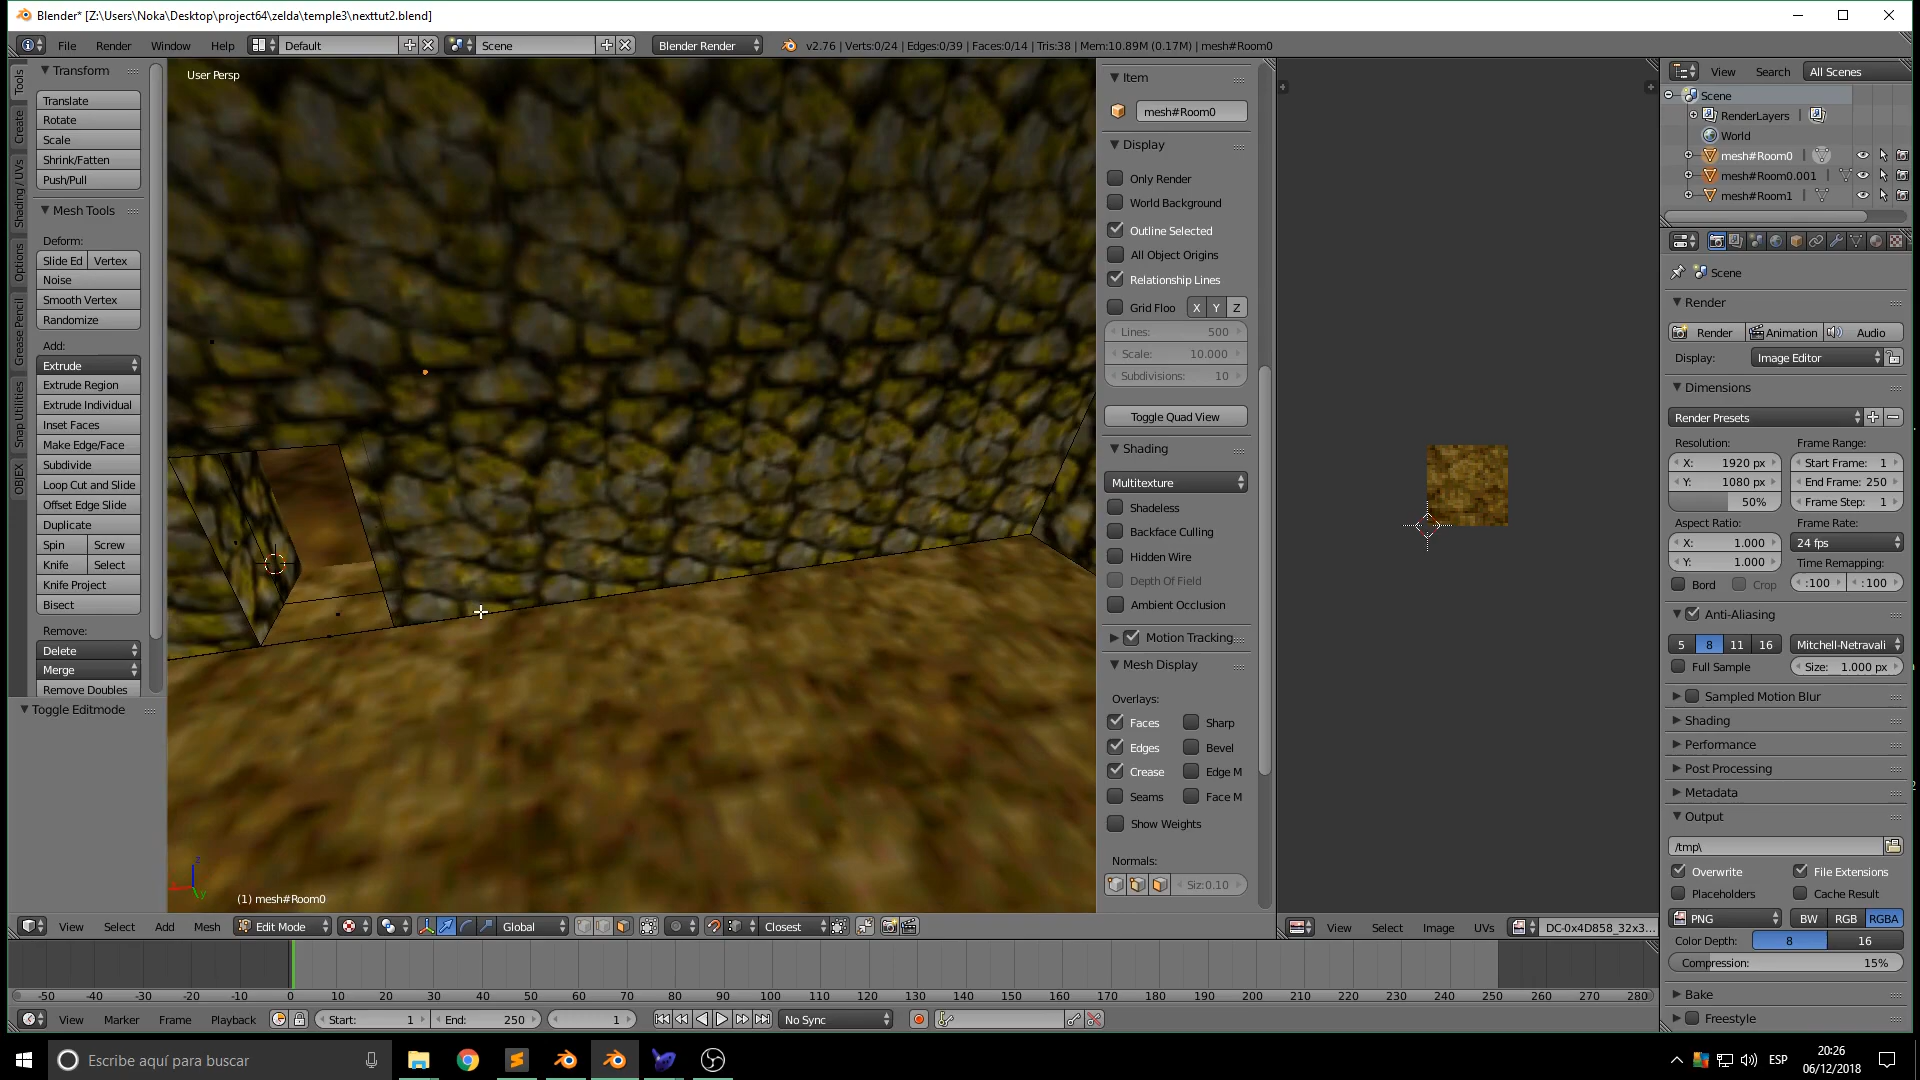 Blender* [Z:\Users\Noka\Desktop\project64\zelda\temple3\nexttut2.blend]
File Render Window Help Default Scene Blender Render v2.76 | Verts:0/24 | Edges:0/39 | Faces:0/14 | Tris:38 | Mem:10.89M (0.17M) | mesh#Room0
Tools
Create
Shading / UVs
Options
Grease Pencil
Snap Utilities
OBJEX
Transform
Translate
Rotate
Scale
Shrink/Fatten
Push/Pull
Mesh Tools
Deform:
Slide Ed Vertex
Noise
Smooth Vertex
Randomize
Add:
Extrude
Extrude Region
Extrude Individual
Inset Faces
Make Edge/Face
Subdivide
Loop Cut and Slide
Offset Edge Slide
Duplicate
Spin Screw
Knife Select
Knife Project
Bisect
Remove:
Delete
Merge
Remove Doubles
Toggle Editmode
User Persp
z
y
(1) mesh#Room0
View Select Add Mesh Edit Mode Global Closest
Item
mesh#Room0
Display
Only Render
World Background
Outline Selected
All Object Origins
Relationship Lines
Grid Floo X Y Z
Lines: 500
Scale: 10.000
Subdivisions: 10
Toggle Quad View
Shading
Multitexture
Shadeless
Backface Culling
Hidden Wire
Depth Of Field
Ambient Occlusion
Motion Tracking
Mesh Display
Overlays:
Faces Sharp
Edges Bevel
Crease Edge M
Seams Face M
Show Weights
Normals:
Siz:0.10
View Select Image UVs DC-0x4D858_32x3...
View Search All Scenes
Scene
RenderLayers |
World
mesh#Room0 |
mesh#Room0.001 |
mesh#Room1 |
Scene
Render
Render Animation Audio
Display: Image Editor
Dimensions
Render Presets
Resolution: Frame Range:
X: 1920 px Start Frame: 1
Y: 1080 px End Frame: 250
50% Frame Step: 1
Aspect Ratio: Frame Rate:
X: 1.000 24 fps
Y: 1.000 Time Remapping:
Bord Crop :100 :100
Anti-Aliasing
5 8 11 16 Mitchell-Netravali
Full Sample Size: 1.000 px
Sampled Motion Blur
Shading
Performance
Post Processing
Metadata
Output
/tmp\
Overwrite File Extensions
Placeholders Cache Result
PNG BW RGB RGBA
Color Depth: 8 16
Compression: 15%
Bake
Freestyle
-50 -40 -30 -20 -10 0 10 20 30 40 50 60 70 80 90 100 110 120 130 140 150 160 170 180 190 200 210 220 230 240 250 260 270 280
View Marker Frame Playback Start: 1 End: 250 1 No Sync
Escribe aquí para buscar
ESP
20:26
06/12/2018